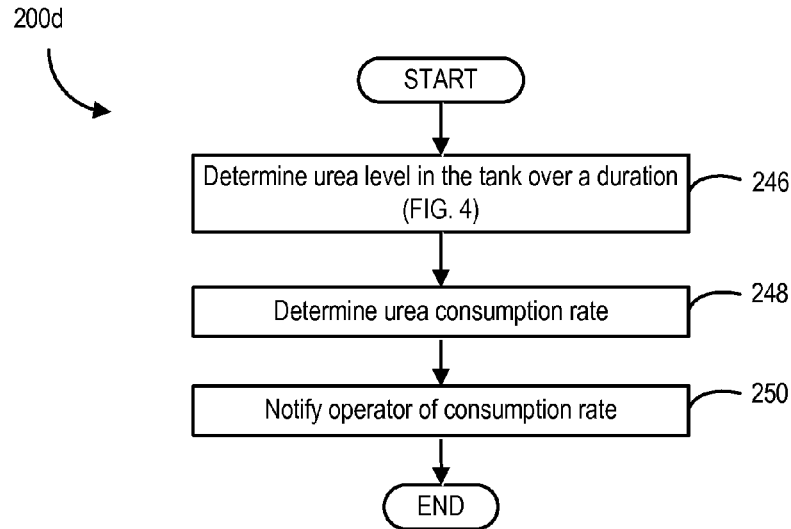 200d
START
Determine urea level in the tank over a duration
(FIG. 4)
246
Determine urea consumption rate
248
Notify operator of consumption rate
250
END